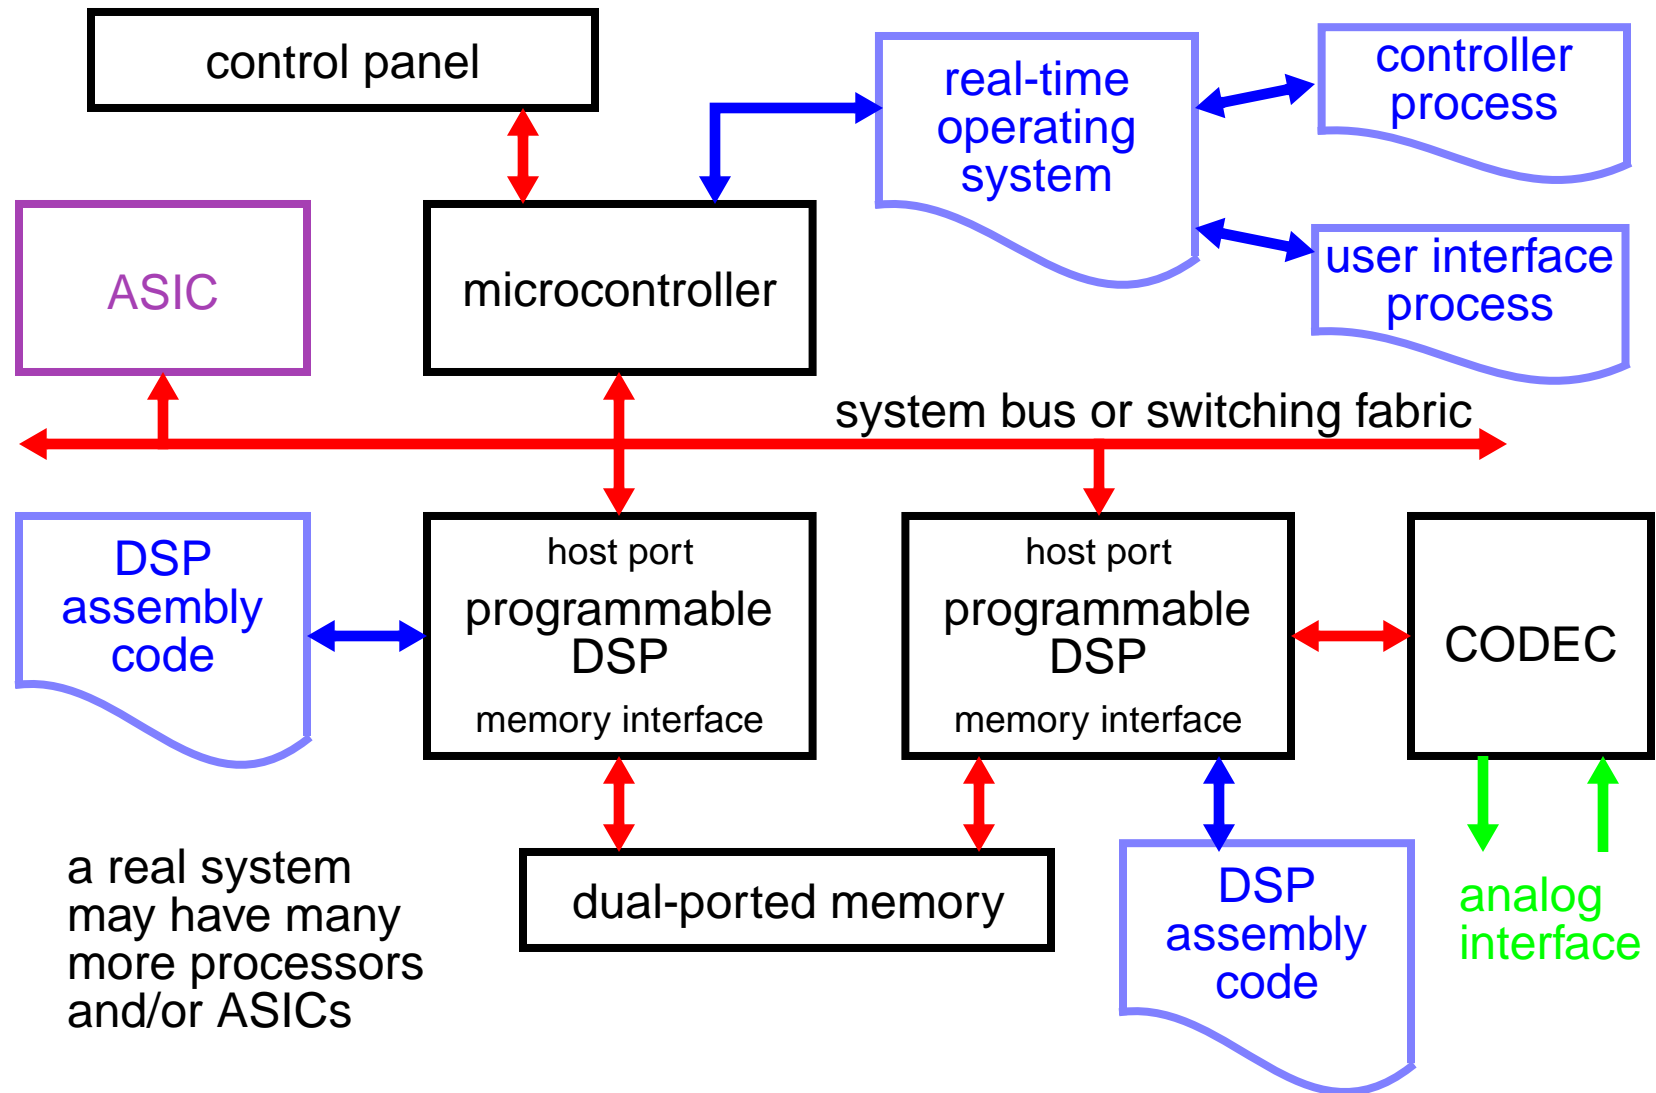 control panel
real-time
operating
system
controller
process
user interface
process
ASIC
microcontroller
system bus or switching fabric
DSP
assembly
code
host port
programmable
DSP
memory interface
host port
programmable
DSP
memory interface
CODEC
a real system
may have many
more processors
and/or ASICs
dual-ported memory
DSP
assembly
code
analog
interface